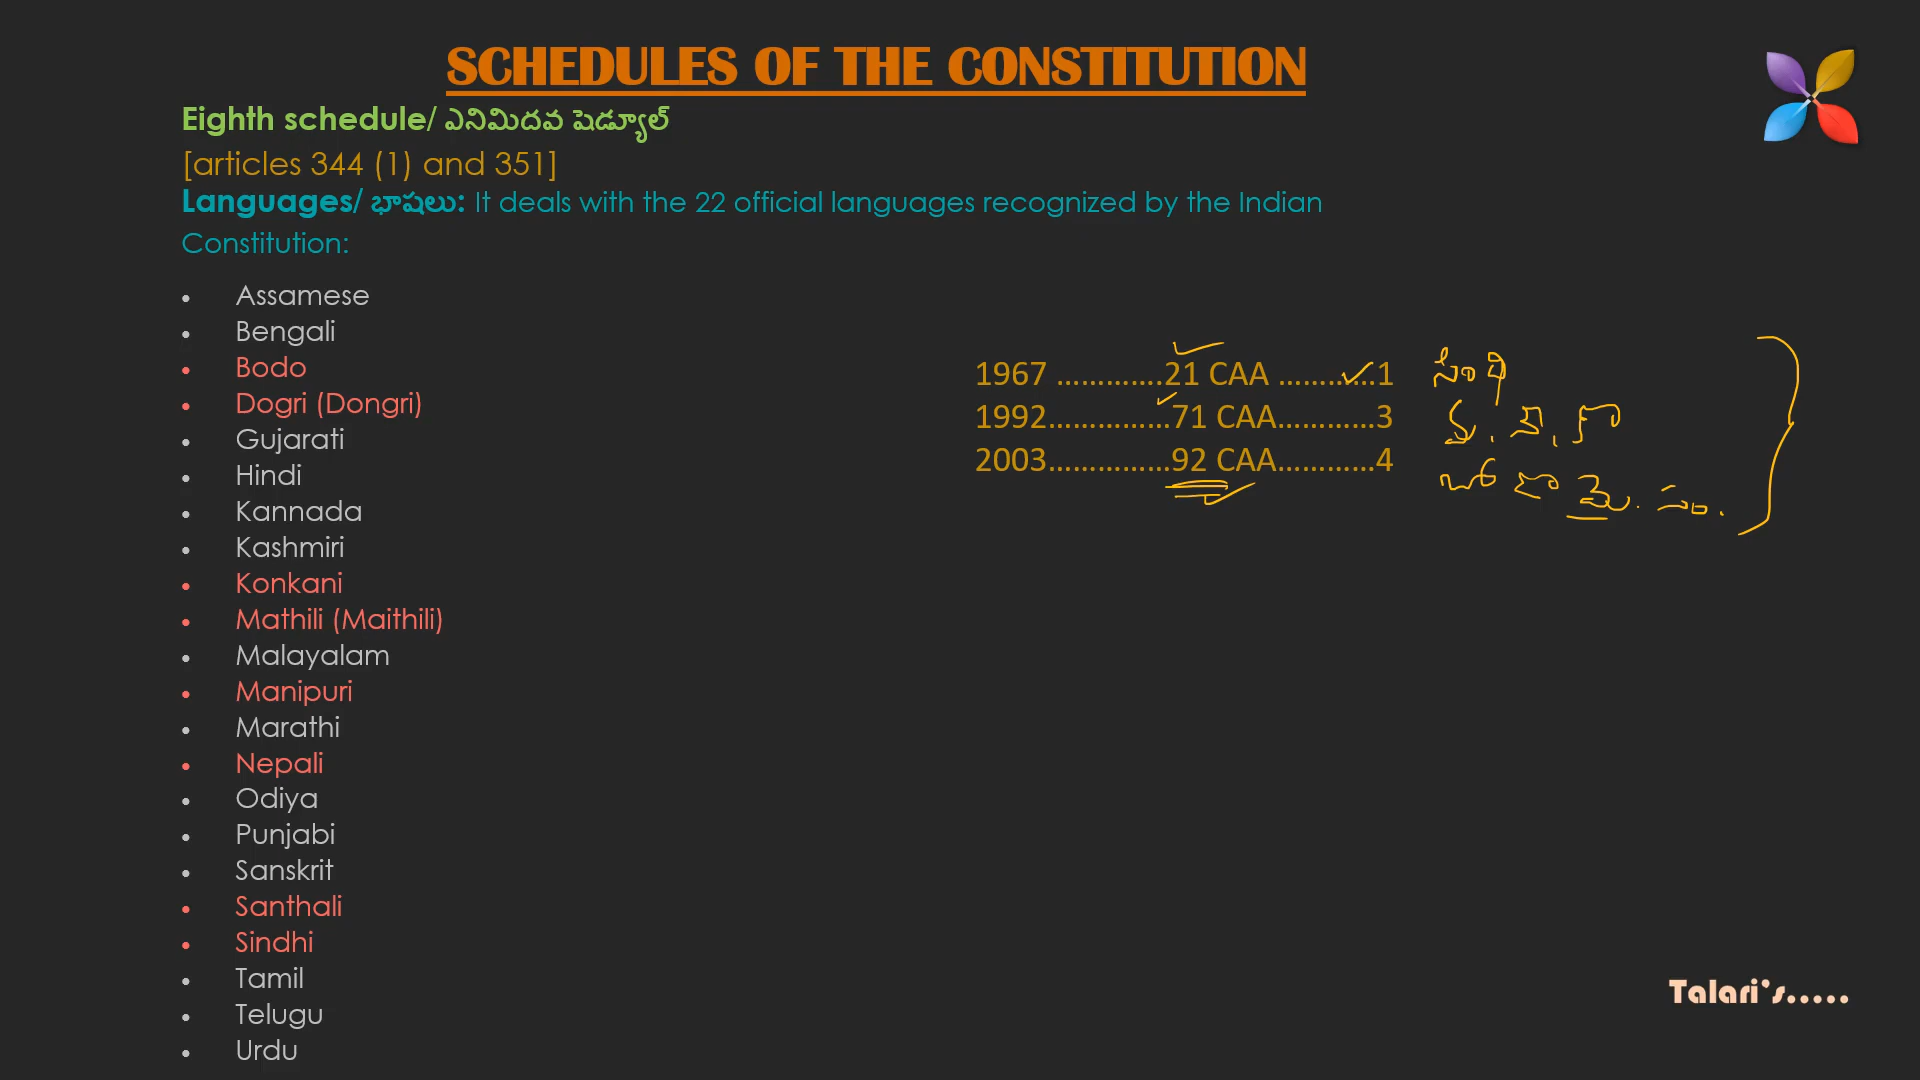 SCHEDULES OF THE CONSTITUTION
Eighth schedule/ ఎనిమిదవ షెడ్యూల్
[articles 344 (1) and 351]
Languages/ భాషలు: It deals with the 22 official languages recognized by the Indian
Constitution:
• Assamese
• Bengali
• Bodo
• Dogri (Dongri)
• Gujarati
• Hindi
• Kannada
• Kashmiri
• Konkani
• Mathili (Maithili)
• Malayalam
• Manipuri
• Marathi
• Nepali
• Odiya
• Punjabi
• Sanskrit
• Santhali
• Sindhi
• Tamil
• Telugu
• Urdu
1967 .............21 CAA ............1
1992...............71 CAA............3
2003...............92 CAA............4
Talari's.....